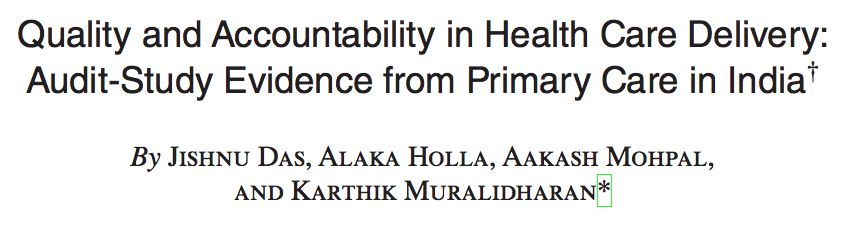 Quality and Accountability in Health Care Delivery:
Audit-Study Evidence from Primary Care in India†
By Jishnu Das, Alaka Holla, Aakash Mohpal,
and Karthik Muralidharan*